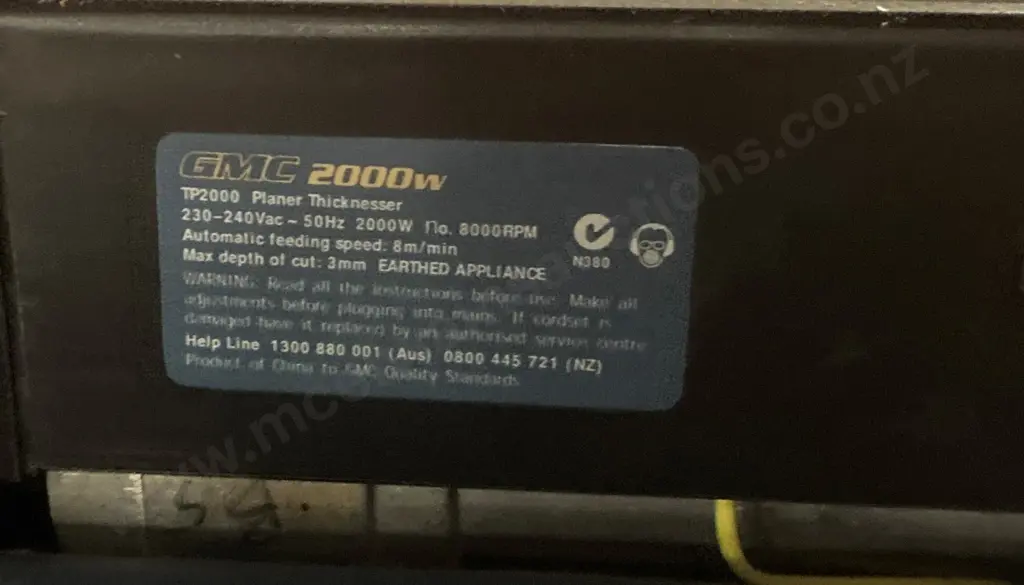 GMC 2000W
TP2000 Planer Thicknesser
230-240Vac ~ 50Hz 2000W no. 8000RPM
Automatic feeding speed: 8m/min
Max depth of cut: 3mm EARTHED APPLIANCE
N380
WARNING: Read all the instructions before use. Make all
adjustments before plugging into mains. If cordset is
damaged have it replaced by an authorised service centre
Help Line 1300 880 001 (Aus) 0800 445 721 (NZ)
Product of China to GMC Quality Standards